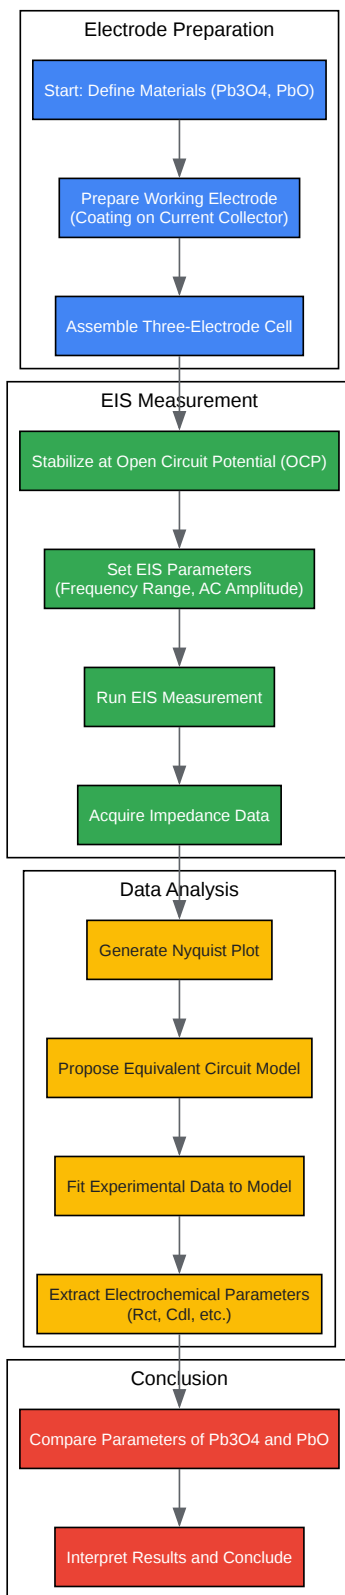 Electrode Preparation
Start: Define Materials (Pb3O4, PbO)
Prepare Working Electrode
(Coating on Current Collector)
Assemble Three-Electrode Cell
EIS Measurement
Stabilize at Open Circuit Potential (OCP)
Set EIS Parameters
(Frequency Range, AC Amplitude)
Run EIS Measurement
Acquire Impedance Data
Data Analysis
Generate Nyquist Plot
Propose Equivalent Circuit Model
Fit Experimental Data to Model
Extract Electrochemical Parameters
(Rct, Cdl, etc.)
Conclusion
Compare Parameters of Pb3O4 and PbO
Interpret Results and Conclude